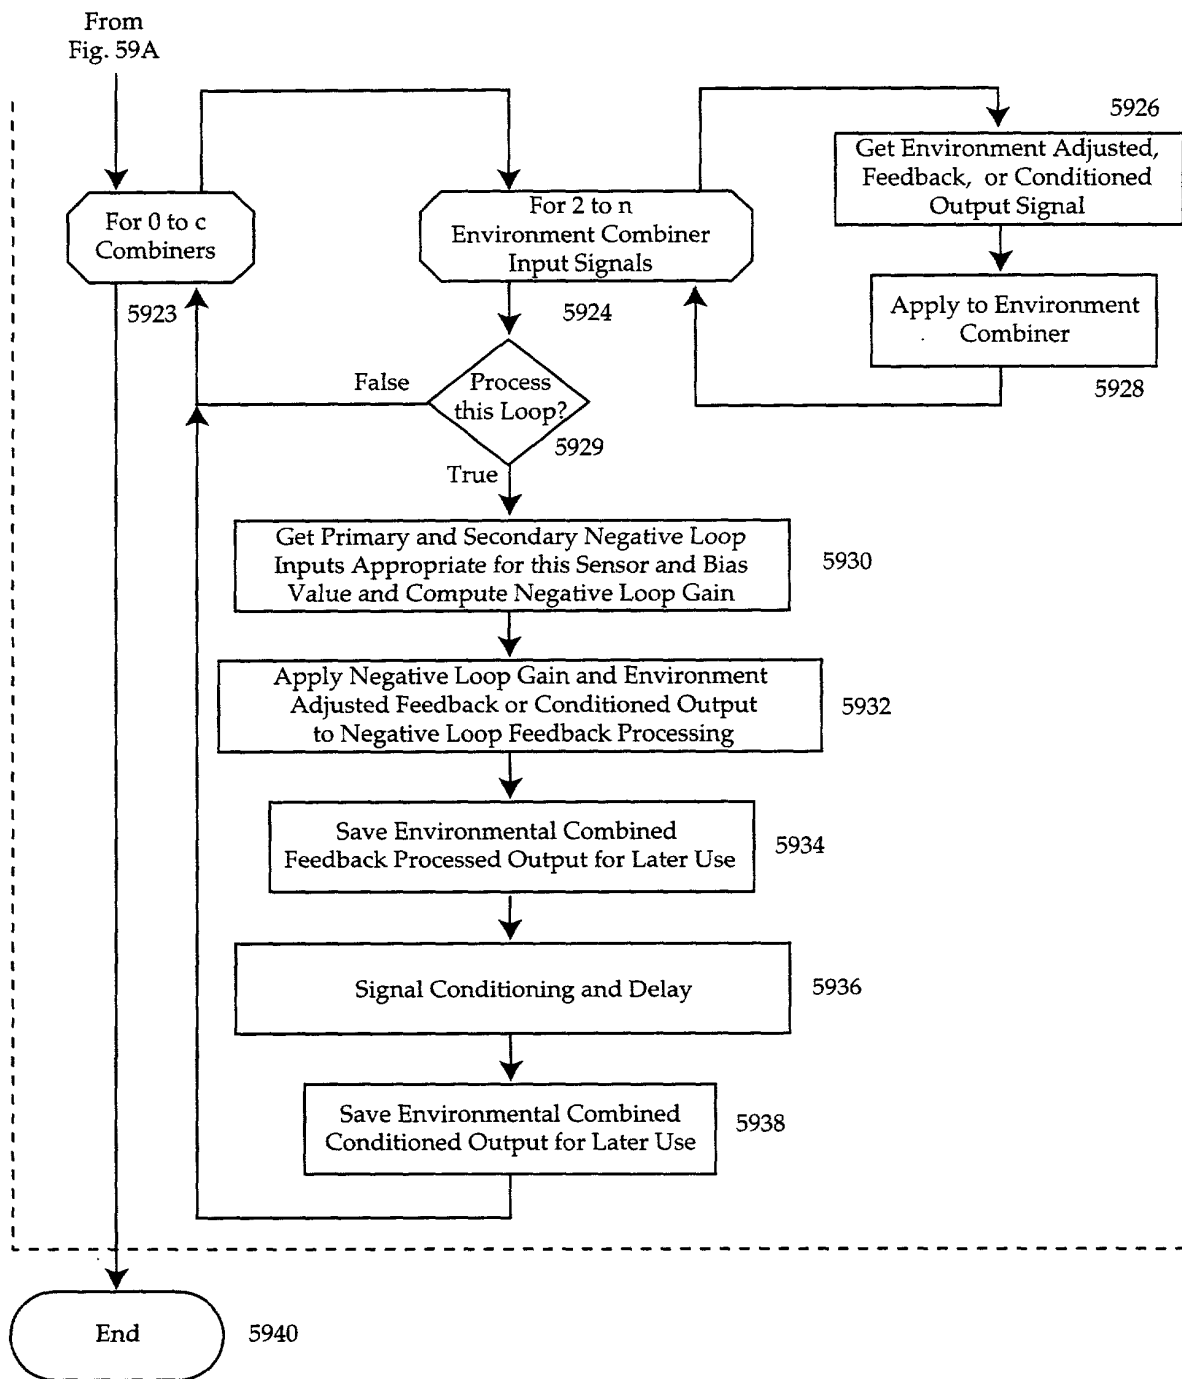 From
Fig. 59A
5926
Get Environment Adjusted,
Feedback, or Conditioned
Output Signal
For 0 to c
Combiners
For 2 to n
Environment Combiner
Input Signals
5923
5924
Apply to Environment
Combiner
5928
False
Process
this Loop?
5929
True
Get Primary and Secondary Negative Loop
Inputs Appropriate for this Sensor and Bias
Value and Compute Negative Loop Gain
5930
Apply Negative Loop Gain and Environment
Adjusted Feedback or Conditioned Output
to Negative Loop Feedback Processing
5932
Save Environmental Combined
Feedback Processed Output for Later Use
5934
Signal Conditioning and Delay
5936
Save Environmental Combined
Conditioned Output for Later Use
5938
End
5940